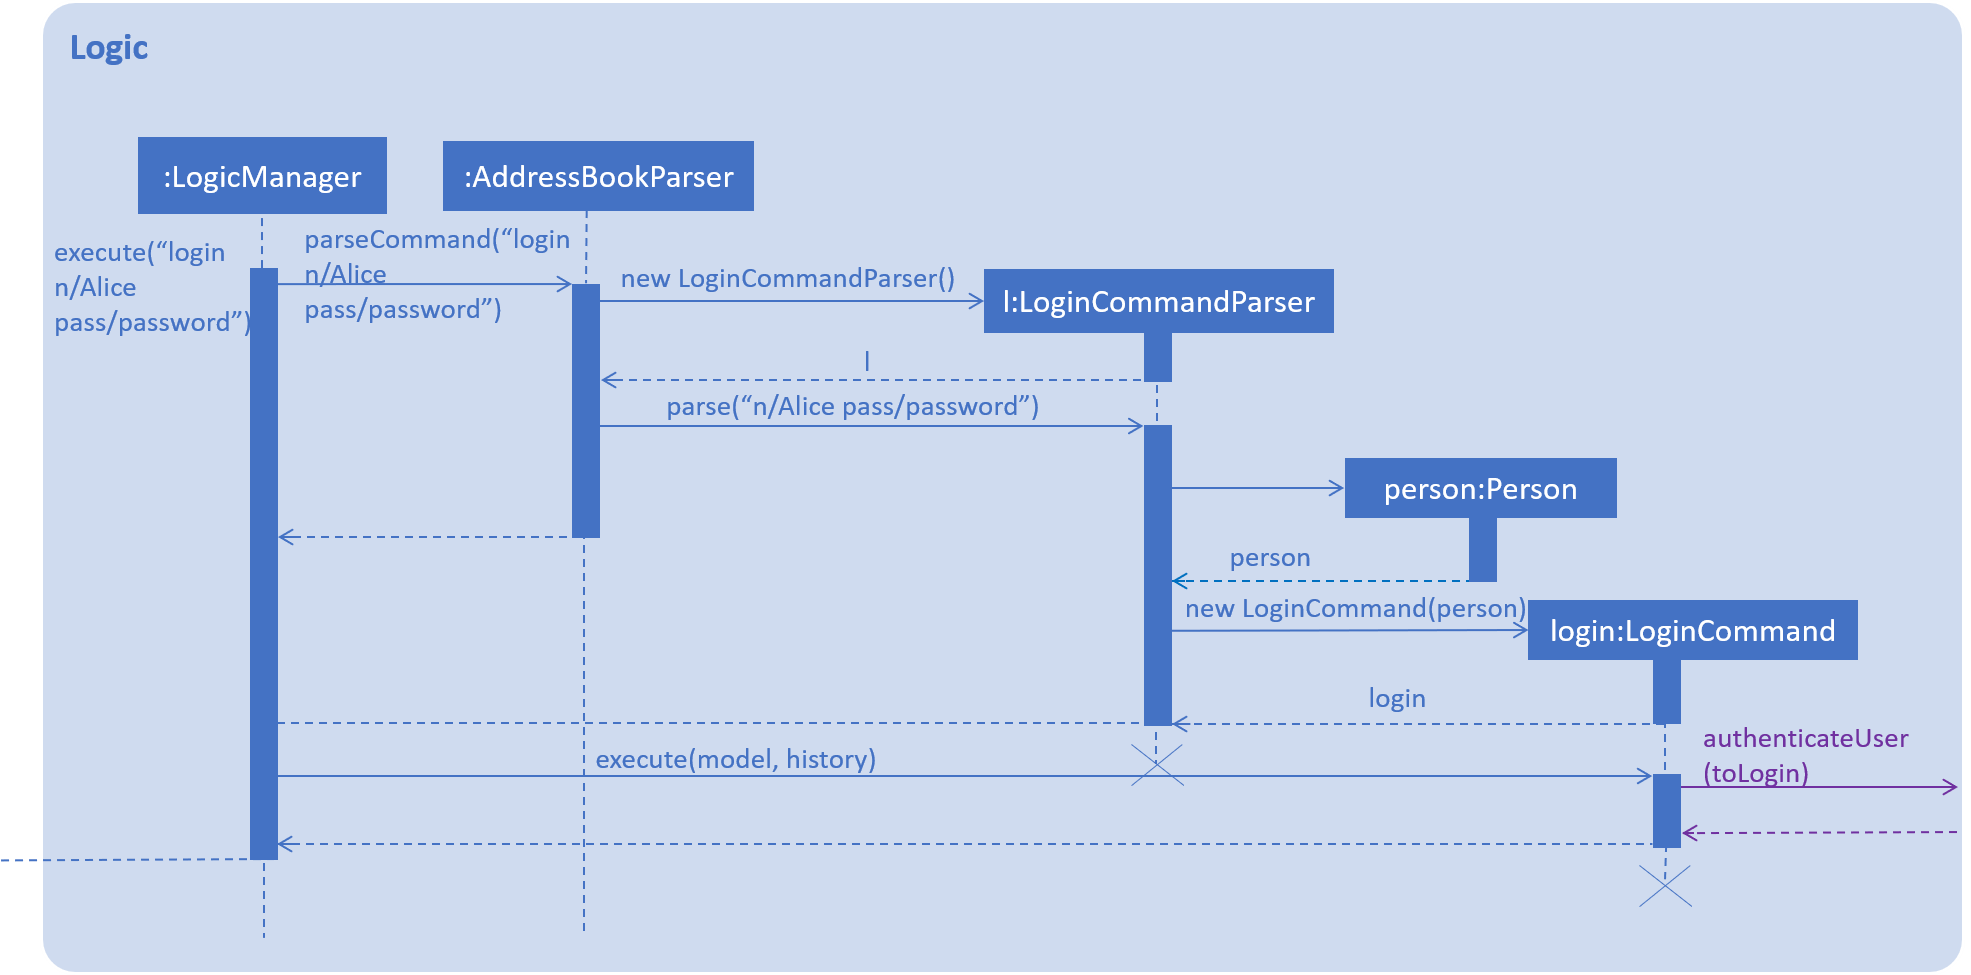 Logic
:LogicManager
:AddressBookParser
execute(“login
n/Alice
pass/password”)
parseCommand(“login
n/Alice
pass/password”)
new LoginCommandParser()
l:LoginCommandParser
l
parse(“n/Alice pass/password”)
person:Person
person
new LoginCommand(person)
login:LoginCommand
login
authenticateUser
(toLogin)
execute(model, history)